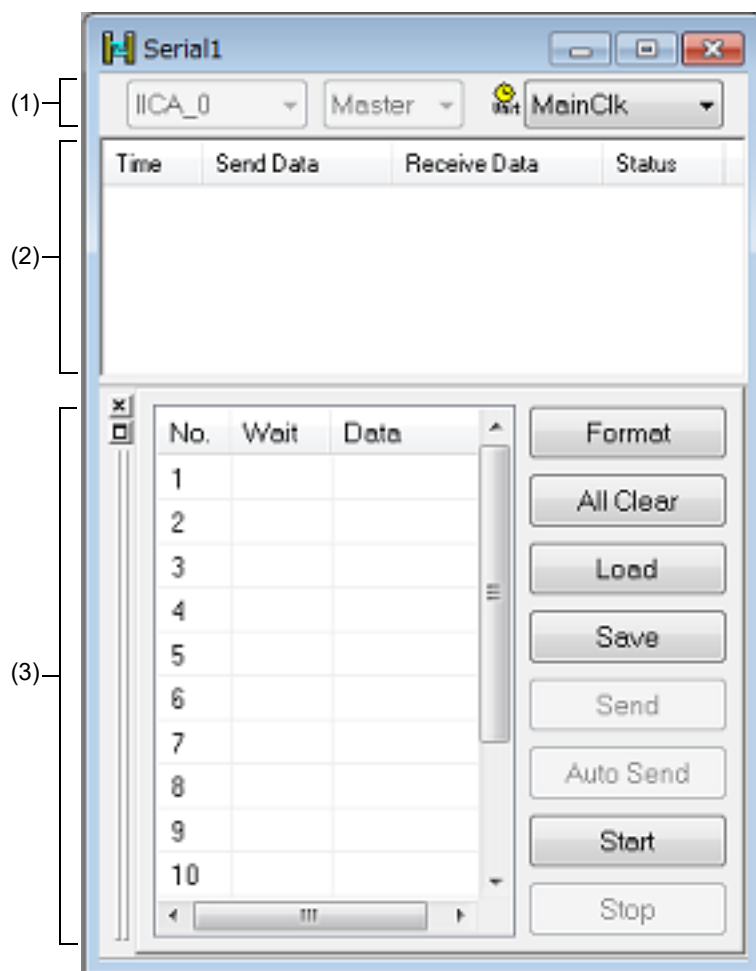 Serial1
(1)
IICA_0 Master Wait MainClk
Time Send Data Receive Data Status
(2)
(3)
No. Wait Data
1
2
3
4
5
6
7
8
9
10
Format
All Clear
Load
Save
Send
Auto Send
Start
Stop